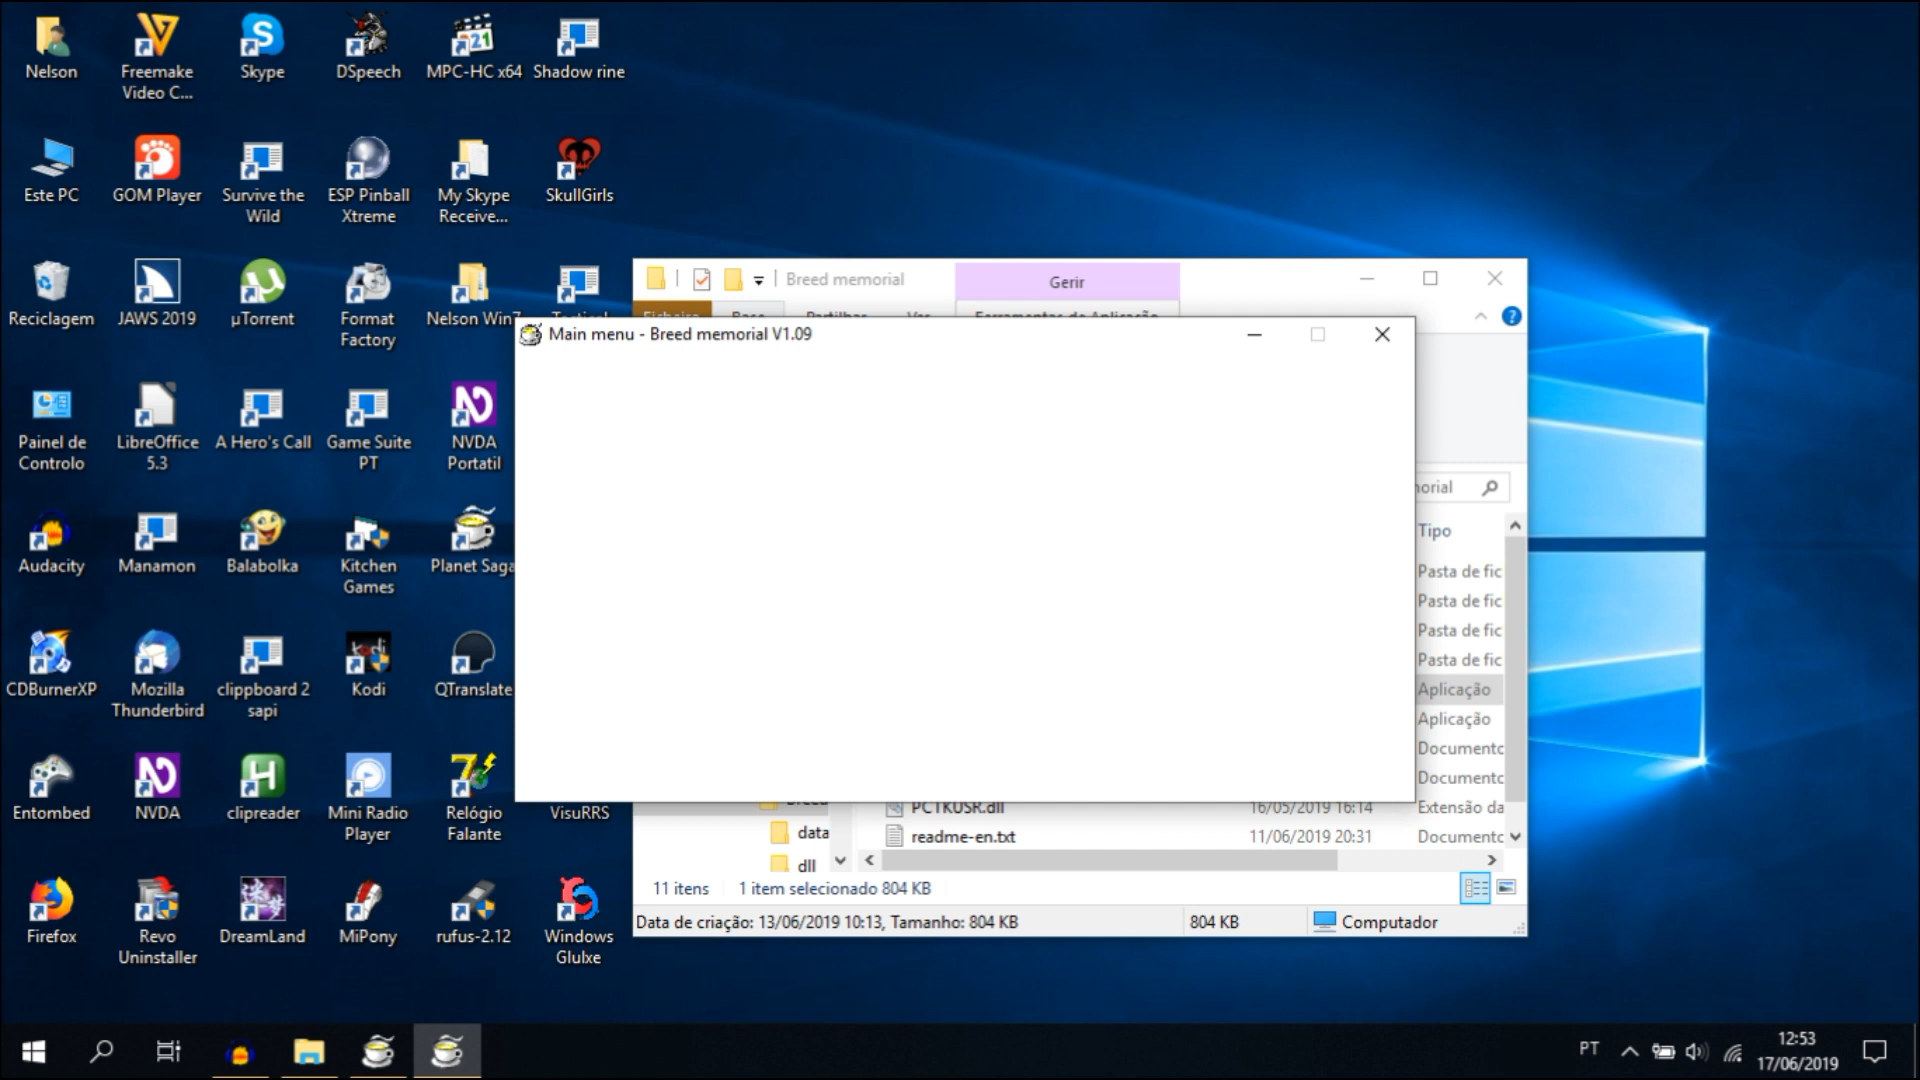 Nelson
Freemake
Video C...
Skype
DSpeech
MPC-HC x64
Shadow rine
Este PC
GOM Player
Survive the
Wild
ESP Pinball
Xtreme
My Skype
Receive...
SkullGirls
Reciclagem
JAWS 2019
µTorrent
Format
Factory
Nelson Win7
Painel de
Controlo
LibreOffice
5.3
A Hero's Call
Game Suite
PT
NVDA
Portatil
Audacity
Manamon
Balabolka
Kitchen
Games
Planet Saga
CDBurnerXP
Mozilla
Thunderbird
clippboard 2
sapi
Kodi
QTranslate
Entombed
NVDA
clipreader
Mini Radio
Player
Relógio
Falante
VisuRRS
Firefox
Revo
Uninstaller
DreamLand
MiPony
rufus-2.12
Windows
Glulxe
Breed memorial
Gerir
Ferramentas de Aplicação
Main menu - Breed memorial V1.09
Tipo
Pasta de fic
Pasta de fic
Pasta de fic
Pasta de fic
Aplicação
Aplicação
Documento
Documento
PCTKUSR.dll 16/05/2019 16:14 Extensão da
data readme-en.txt 11/06/2019 20:31 Documento
dll
11 itens 1 item selecionado 804 KB
Data de criação: 13/06/2019 10:13, Tamanho: 804 KB 804 KB Computador
PT
12:53
17/06/2019